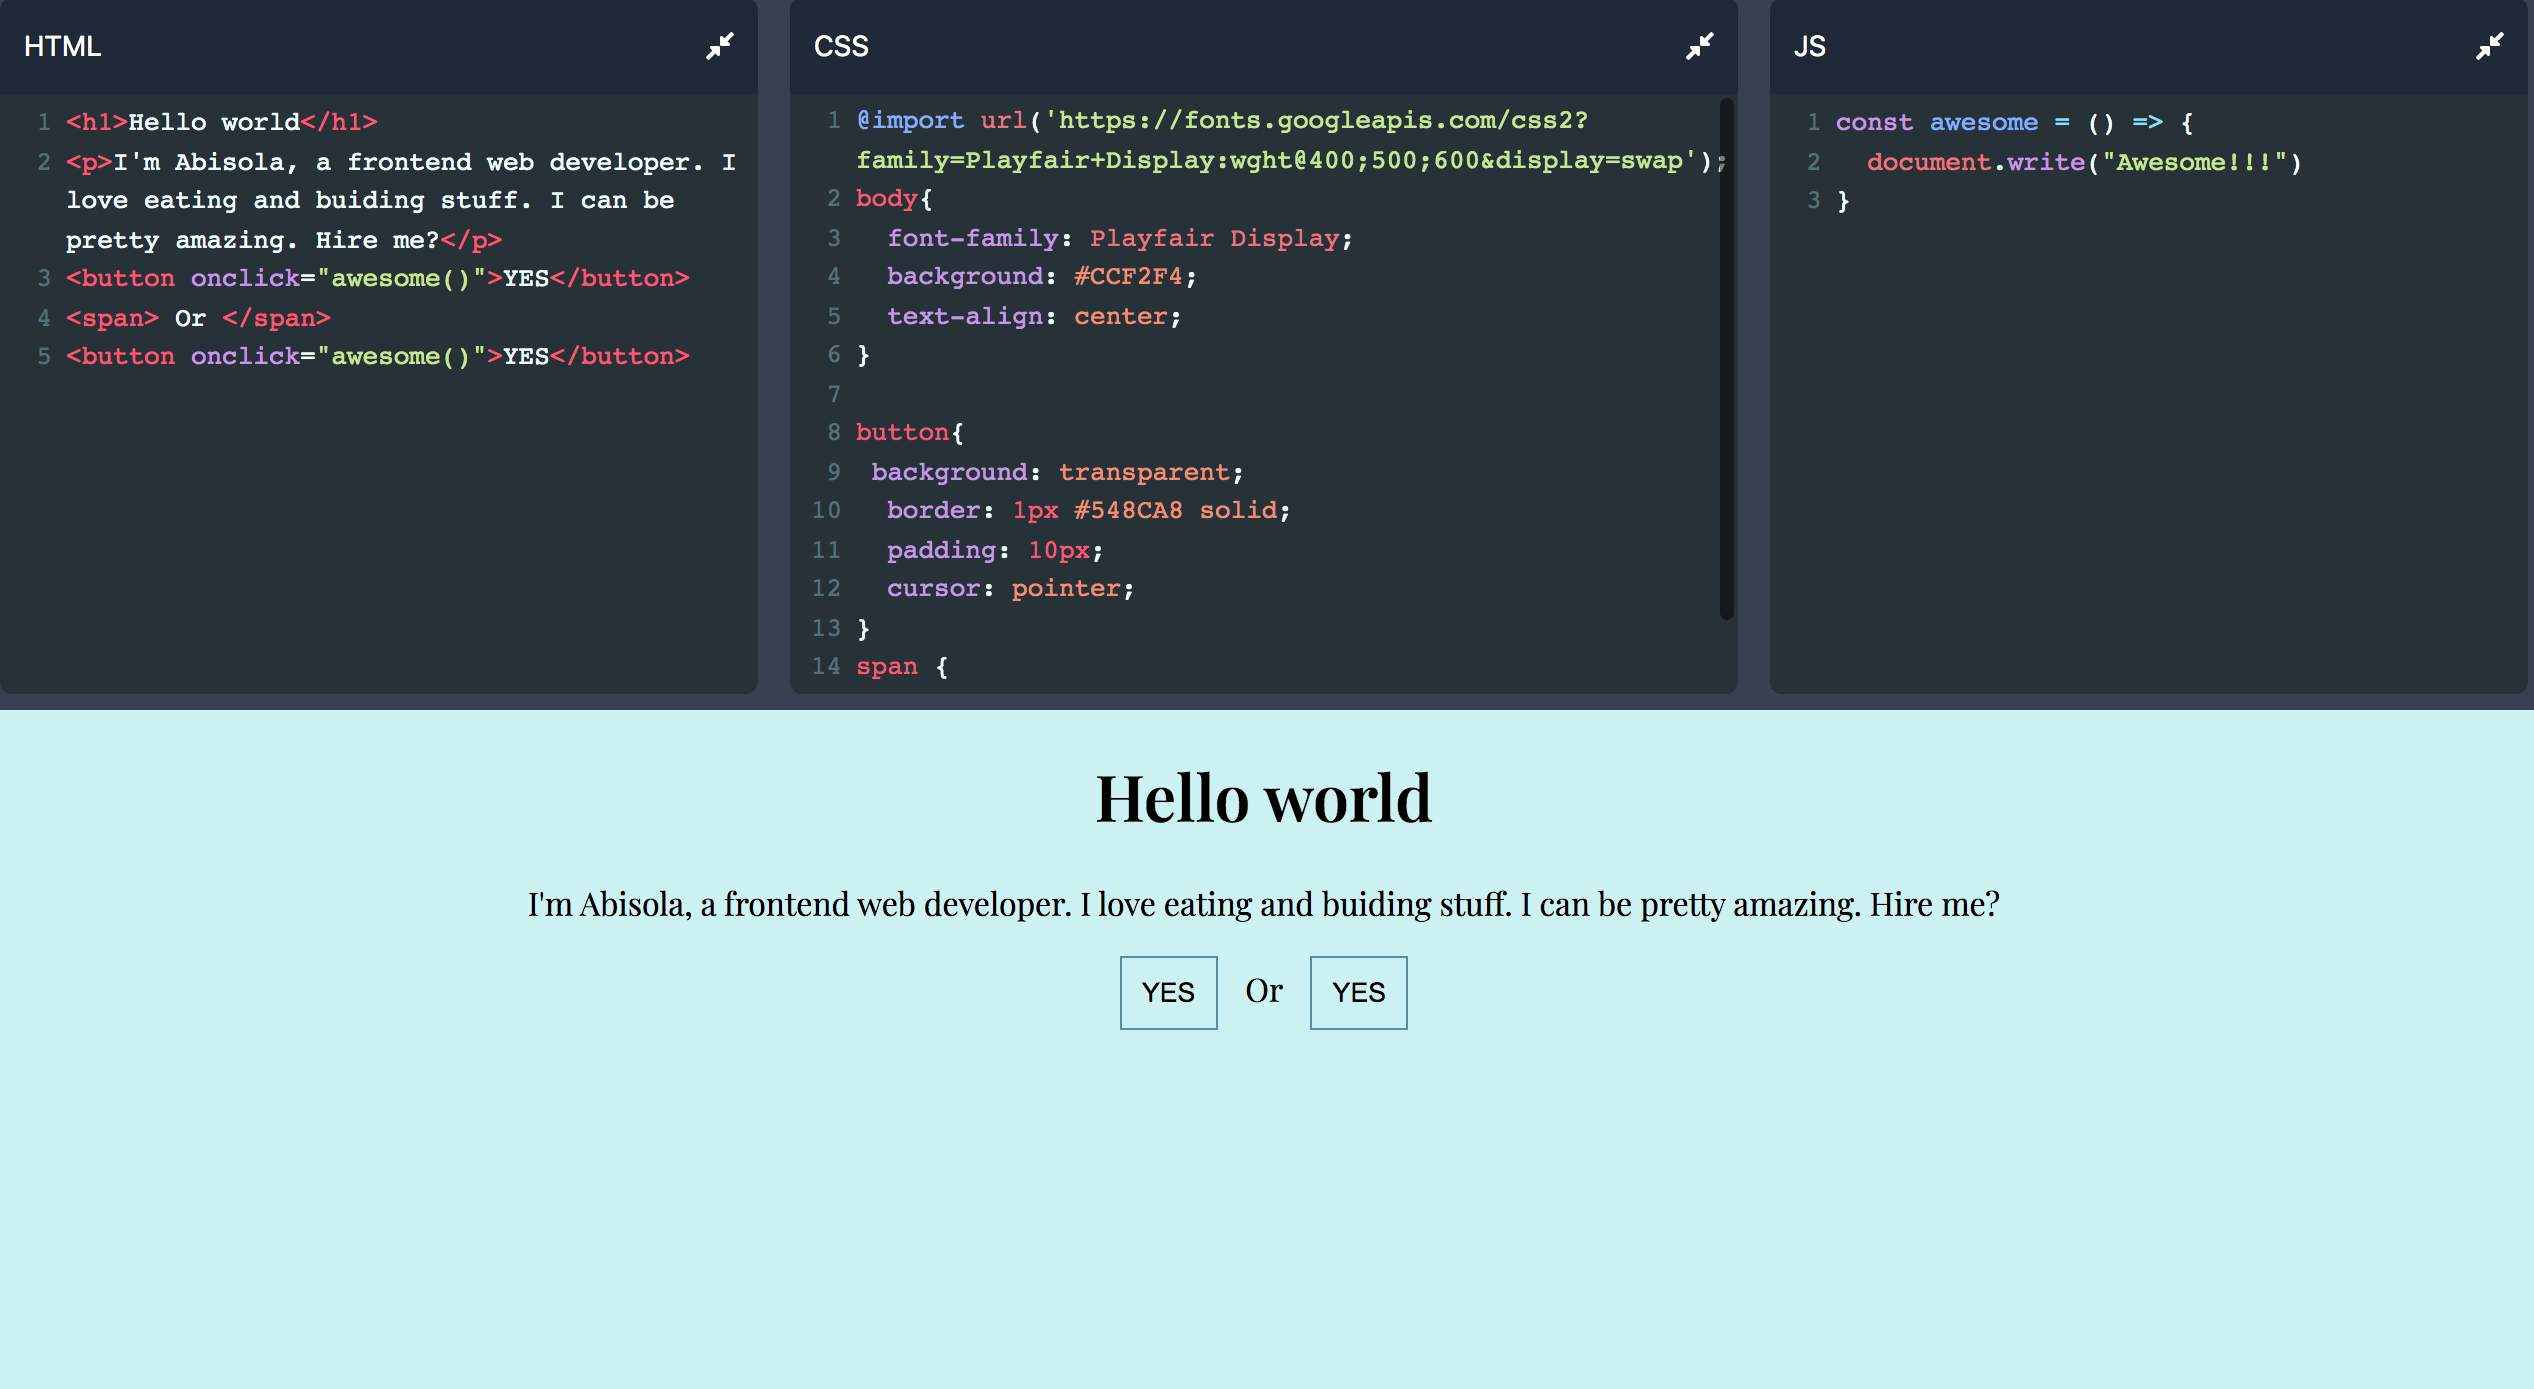 HTML
1 <h1>Hello world</h1>
2 <p>I'm Abisola, a frontend web developer. I
love eating and buiding stuff. I can be
pretty amazing. Hire me?</p>
3 <button onclick="awesome()">YES</button>
4 <span> Or </span>
5 <button onclick="awesome()">YES</button>
CSS
1 @import url('https://fonts.googleapis.com/css2?
family=Playfair+Display:wght@400;500;600&display=swap');
2 body{
3 font-family: Playfair Display;
4 background: #CCF2F4;
5 text-align: center;
6 }
7
8 button{
9 background: transparent;
10 border: 1px #548CA8 solid;
11 padding: 10px;
12 cursor: pointer;
13 }
14 span {
JS
1 const awesome = () => {
2 document.write("Awesome!!!")
3 }
Hello world
I'm Abisola, a frontend web developer. I love eating and buiding stuff. I can be pretty amazing. Hire me?
YES Or YES